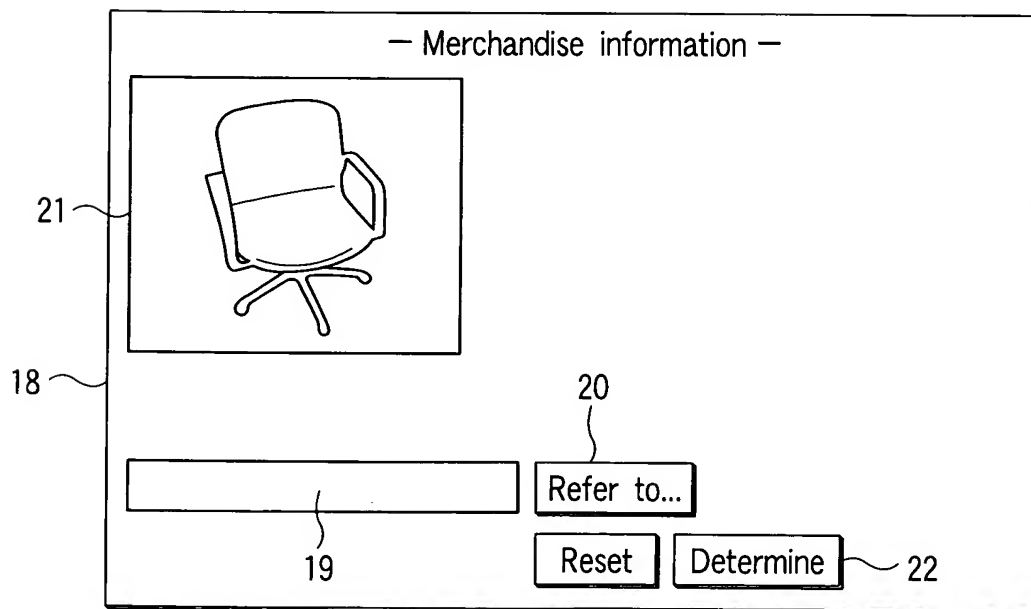 — Merchandise information —
21
18
20
Refer to...
19
Reset Determine 22